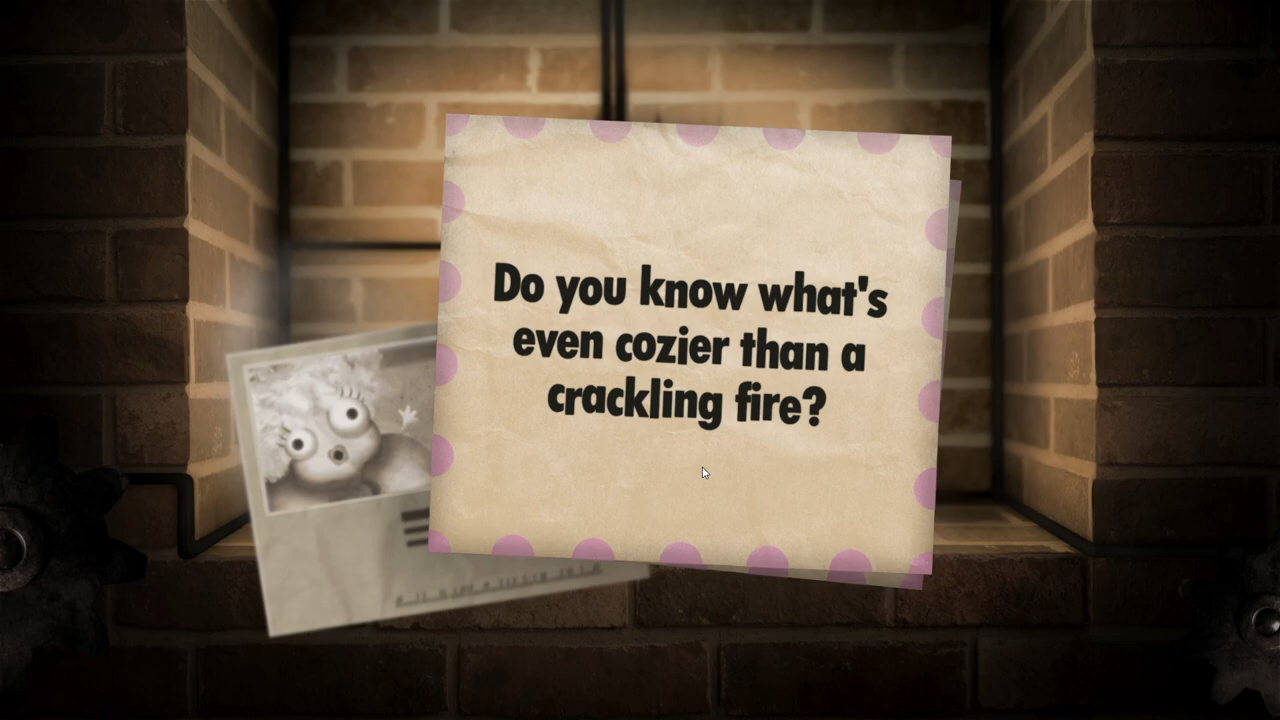 Do you know what's
even cozier than a
crackling fire?